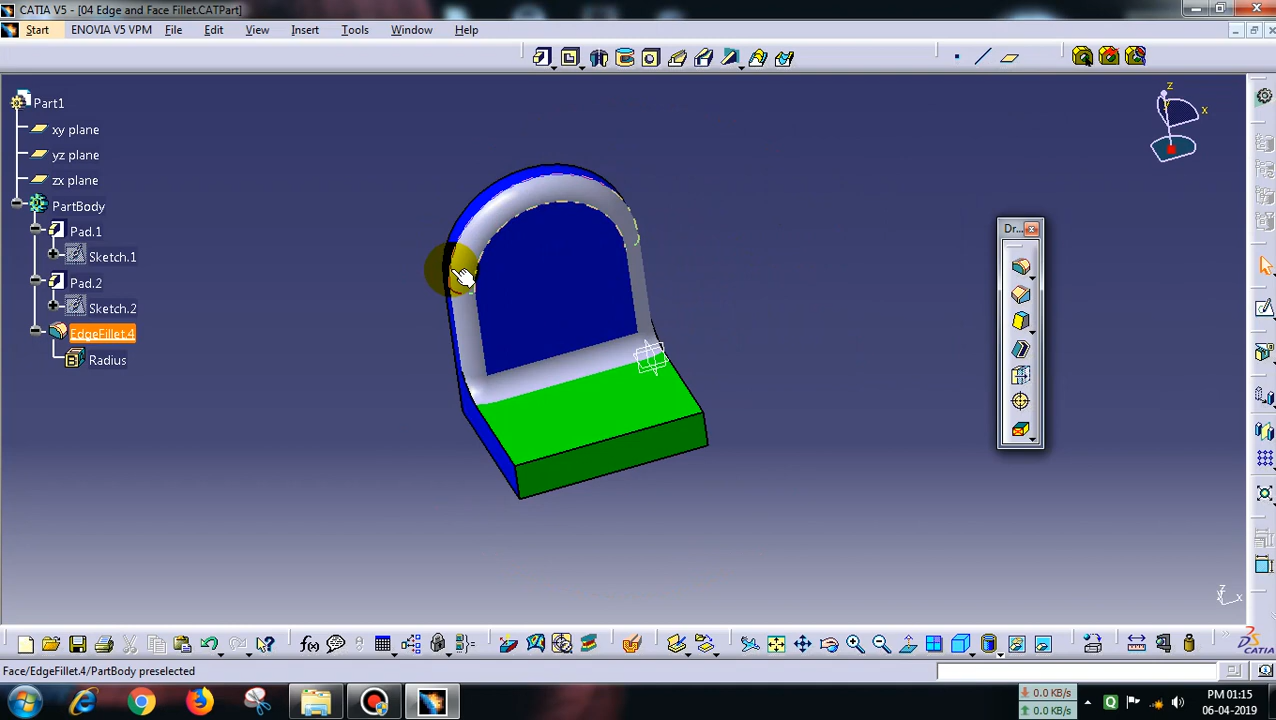 CATIA V5 - [04 Edge and Face Fillet.CATPart]
Start ENOVIA V5 VPM File Edit View Insert Tools Window Help
Part1
xy plane
yz plane
zx plane
PartBody
Pad.1
Sketch.1
Pad.2
Sketch.2
EdgeFillet.4
Radius
z
x
Dr...
z
x
f(x)
CATIA
Face/EdgeFillet.4/PartBody preselected
0.0 KB/s
0.0 KB/s
PM 01:15
06-04-2019